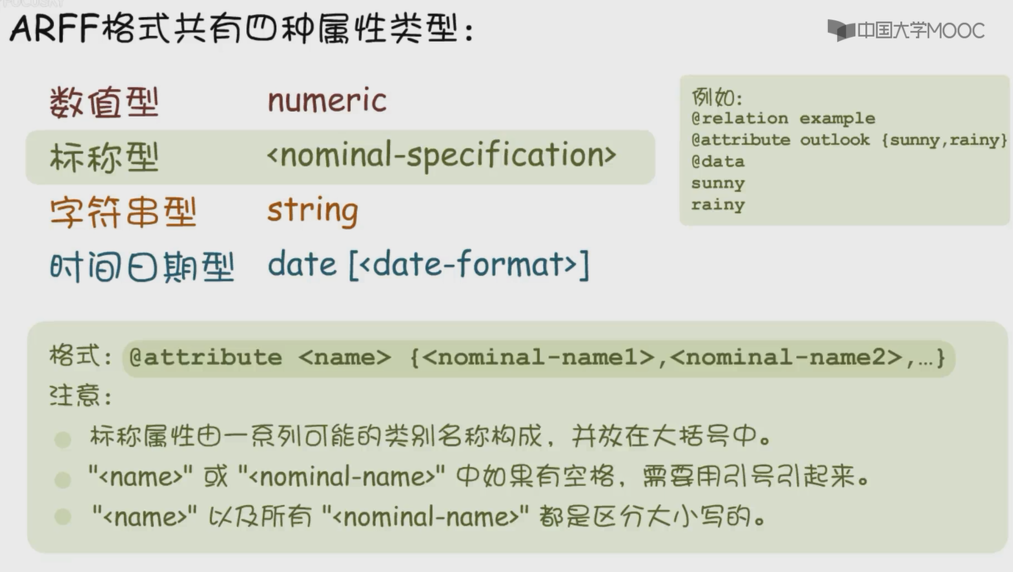 ARFF格式共有四种属性类型：
中国大学MOOC
数值型 numeric
标称型 <nominal-specification>
字符串型 string
时间日期型 date [<date-format>]
例如:
@relation example
@attribute outlook {sunny,rainy}
@data
sunny
rainy
格式: @attribute <name> {<nominal-name1>,<nominal-name2>,…}
注意:
标称属性由一系列可能的类别名称构成，并放在大括号中。
"<name>" 或 "<nominal-name>" 中如果有空格，需要用引号引起来。
"<name>" 以及所有 "<nominal-name>" 都是区分大小写的。